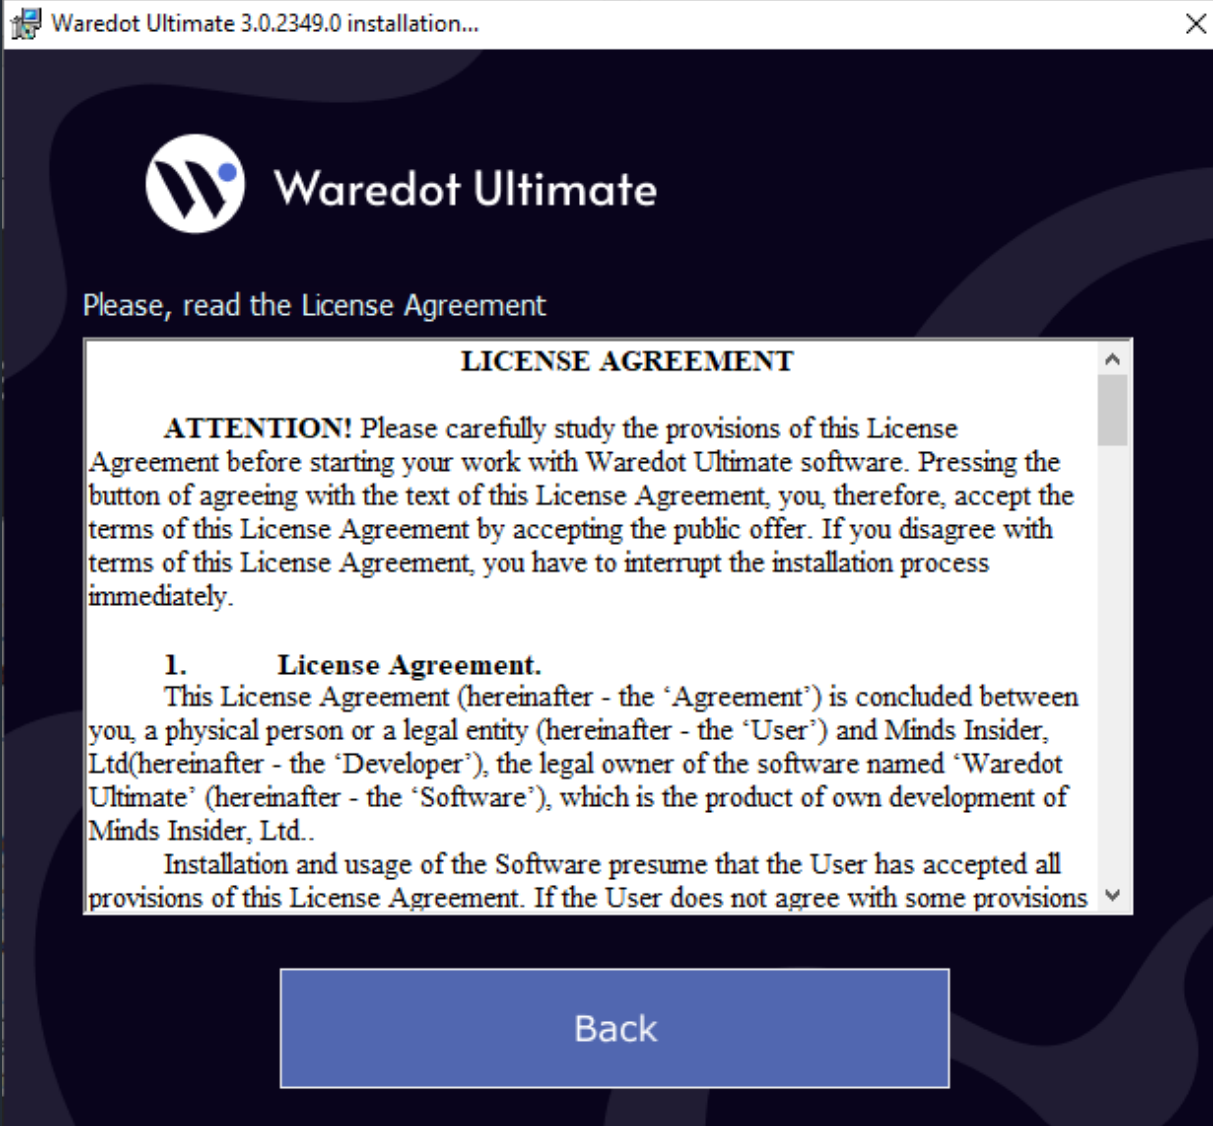 Waredot Ultimate 3.0.2349.0 installation...
Waredot Ultimate
Please, read the License Agreement
LICENSE AGREEMENT
ATTENTION! Please carefully study the provisions of this License
Agreement before starting your work with Waredot Ultimate software. Pressing the
button of agreeing with the text of this License Agreement, you, therefore, accept the
terms of this License Agreement by accepting the public offer. If you disagree with
terms of this License Agreement, you have to interrupt the installation process
immediately.
1. License Agreement.
This License Agreement (hereinafter - the ‘Agreement’) is concluded between
you, a physical person or a legal entity (hereinafter - the ‘User’) and Minds Insider,
Ltd(hereinafter - the ‘Developer’), the legal owner of the software named ‘Waredot
Ultimate’ (hereinafter - the ‘Software’), which is the product of own development of
Minds Insider, Ltd..
Installation and usage of the Software presume that the User has accepted all
provisions of this License Agreement. If the User does not agree with some provisions
Back